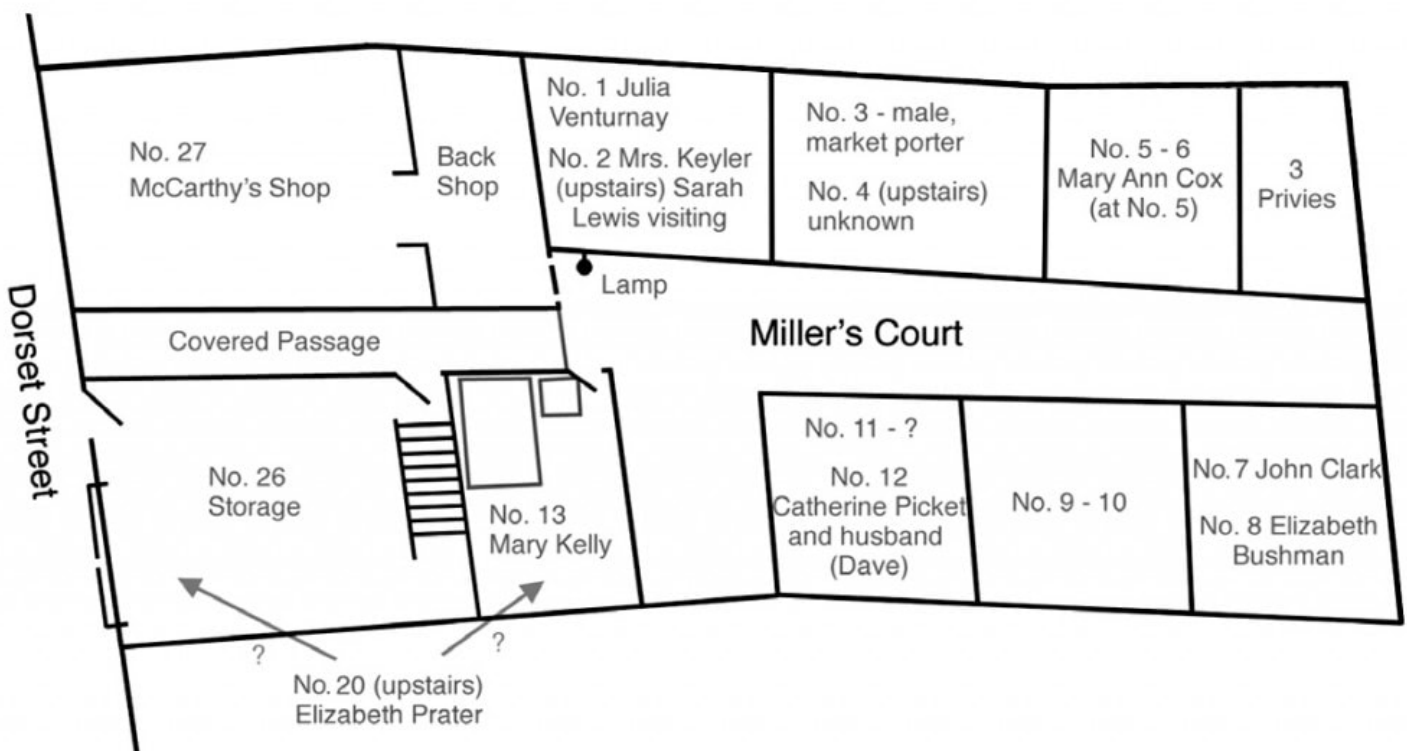 No. 27
McCarthy's Shop
Back
Shop
No. 1 Julia
Venturnay
No. 2 Mrs. Keyler
(upstairs) Sarah
Lewis visiting
No. 3 - male,
market porter
No. 4 (upstairs)
unknown
No. 5 - 6
Mary Ann Cox
(at No. 5)
3
Privies
Lamp
Dorset Street
Covered Passage
Miller's Court
No. 26
Storage
No. 13
Mary Kelly
No. 11 - ?
No. 12
Catherine Picket
and husband
(Dave)
No. 9 - 10
No.7 John Clark
No. 8 Elizabeth
Bushman
?
?
No. 20 (upstairs)
Elizabeth Prater